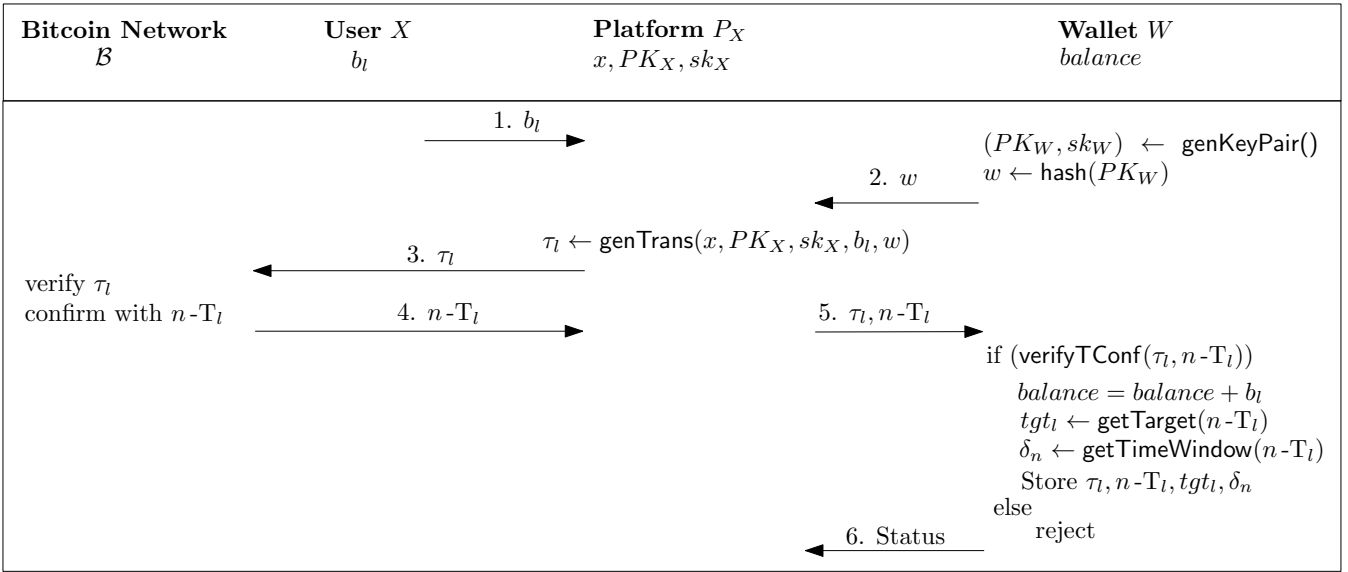 Bitcoin Network User X Platform P_X Wallet W
ℬ b_l x, PK_X, sk_X balance
1. b_l
(PK_W, sk_W) ← genKeyPair()
w ← hash(PK_W)
2. w
τ_l ← genTrans(x, PK_X, sk_X, b_l, w)
3. τ_l
verify τ_l
confirm with n-T_l
4. n-T_l
5. τ_l, n-T_l
if (verifyTConf(τ_l, n-T_l))
balance = balance + b_l
tgt_l ← getTarget(n-T_l)
δ_n ← getTimeWindow(n-T_l)
Store τ_l, n-T_l, tgt_l, δ_n
else
reject
6. Status